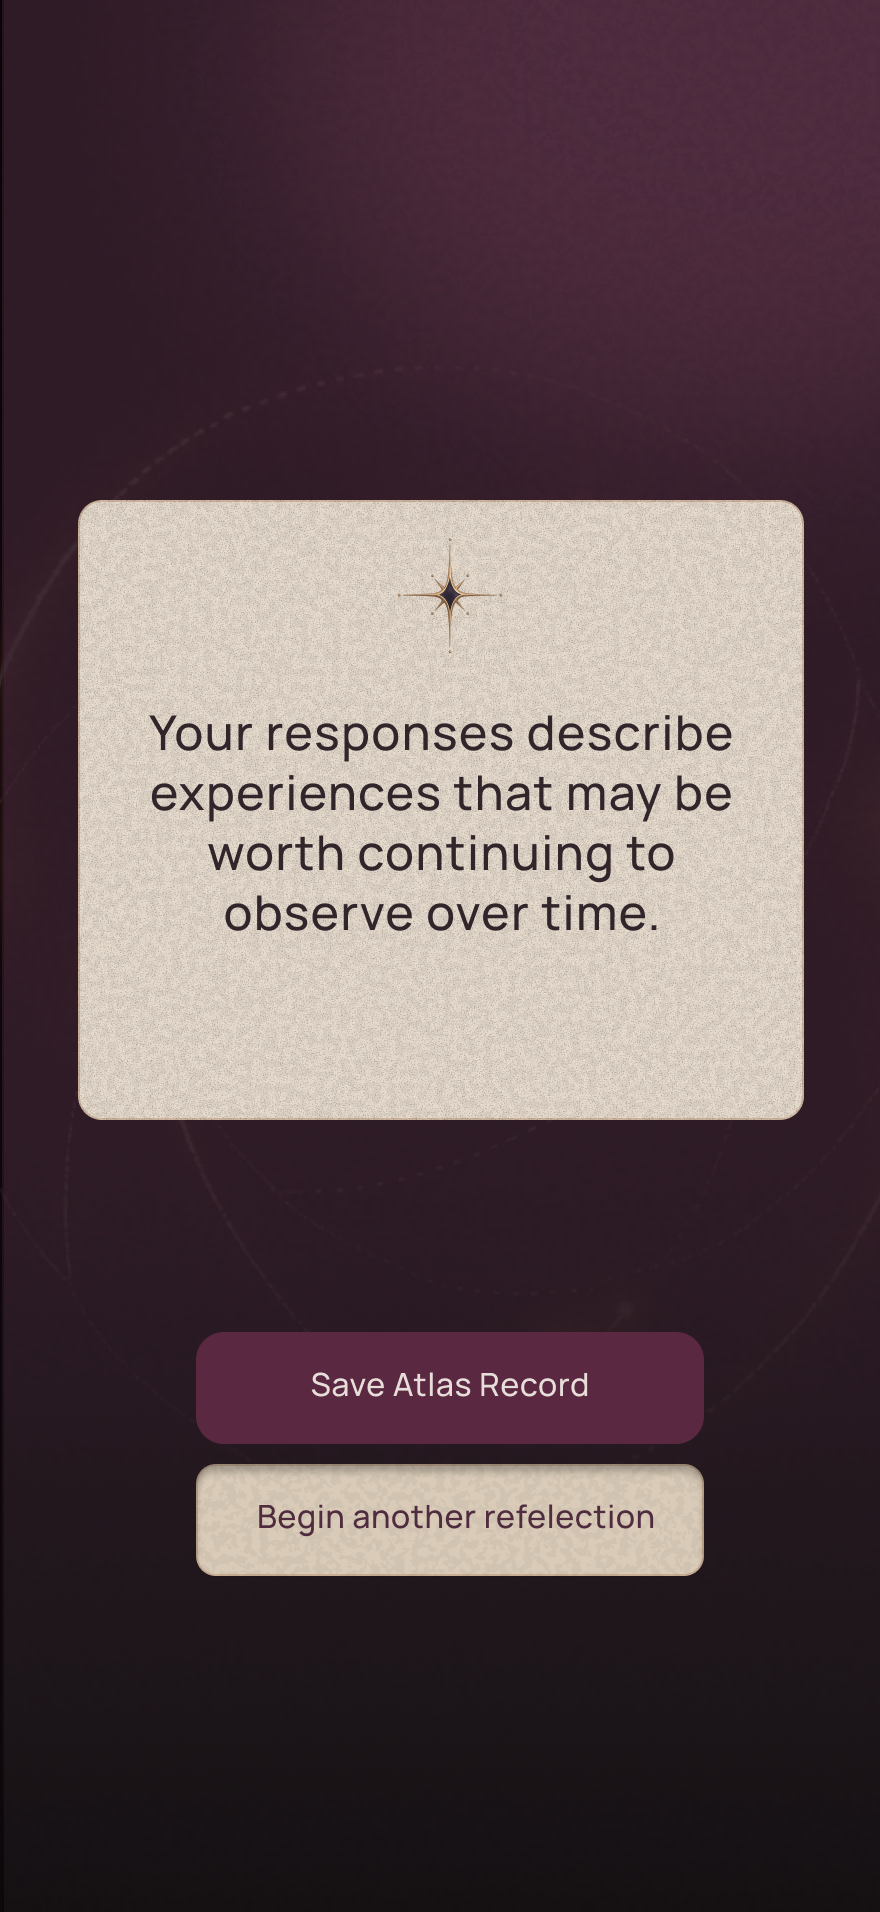 Your responses describe
experiences that may be
worth continuing to
observe over time.
Save Atlas Record
Begin another refelection